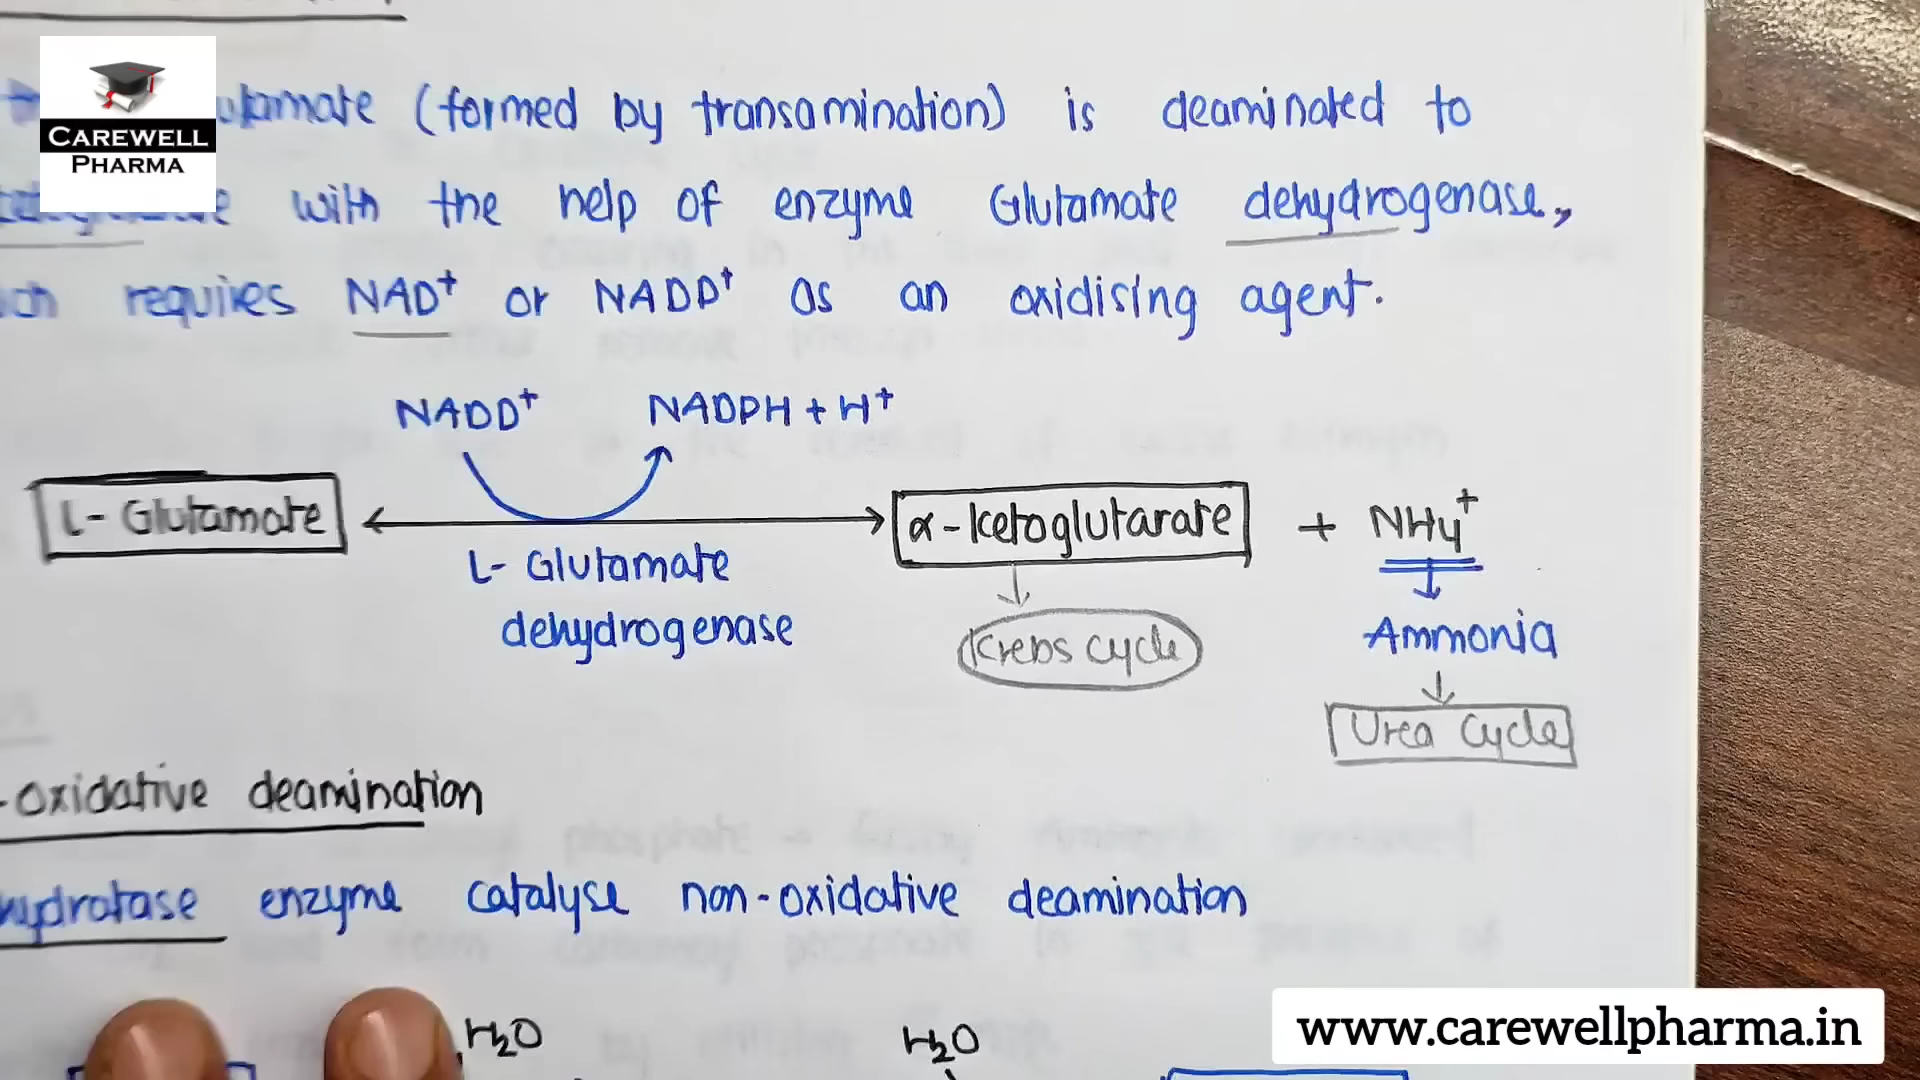 CAREWELL
PHARMA
(formed by transamination) is deaminated to
with the help of enzyme Glutamate dehydrogenase,
requires NAD+ or NADP+ as an oxidising agent.
NADP+ NADPH + H+
L- Glutamate α-ketoglutarate + NH4+
L- Glutamate
dehydrogenase
Krebs cycle
Ammonia
Urea Cycle
-oxidative deamination
hydratase enzyme catalyse non-oxidative deamination
H2O H2O
www.carewellpharma.in